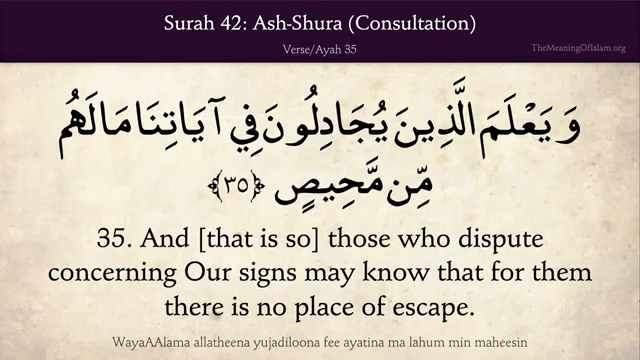 Surah 42: Ash-Shura (Consultation)
Verse/Ayah 35
TheMeaningOfIslam.org
وَ يَعْلَمَ الَّذِينَ يُجَادِلُونَ فِي آيَاتِنَا مَا لَهُم
مِّن مَّحِيصٍ ﴿٣٥﴾
35. And [that is so] those who dispute
concerning Our signs may know that for them
there is no place of escape.
WayaAAlama allatheena yujadiloona fee ayatina ma lahum min maheesin